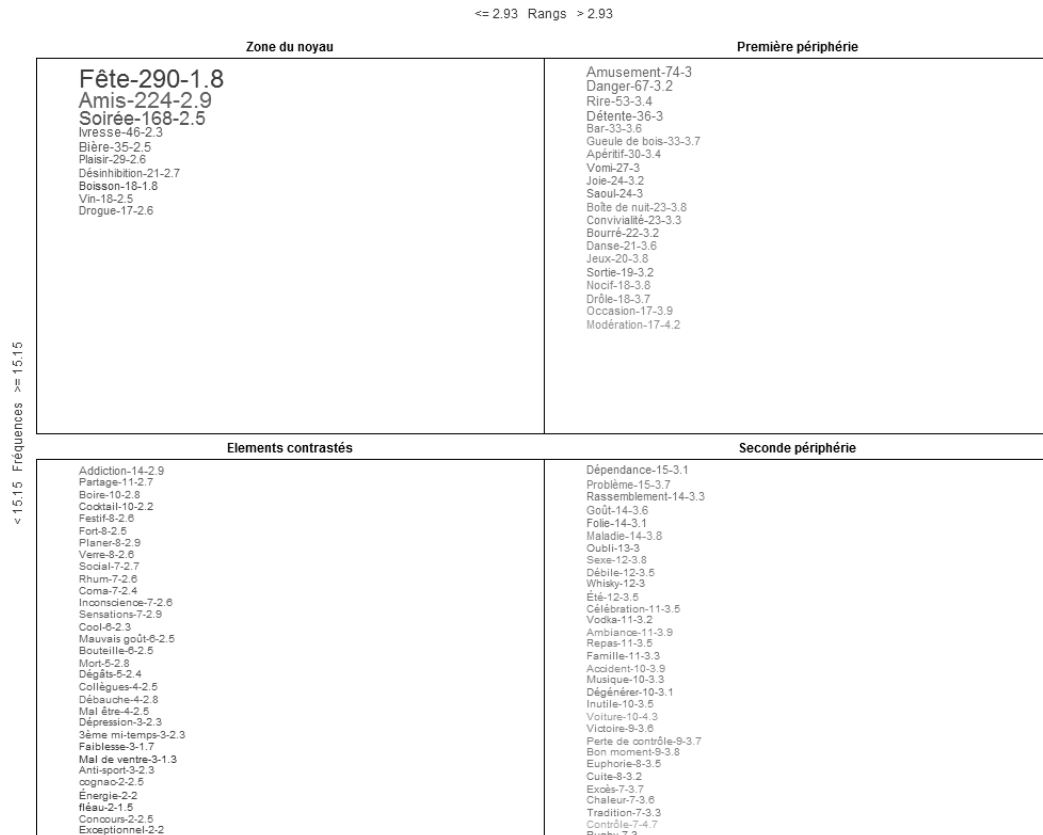 <= 2.93 Rangs > 2.93
Zone du noyau
Fête-290-1.8
Amis-224-2.9
Soirée-168-2.5
Ivresse-46-2.3
Bière-35-2.5
Plaisir-29-2.6
Désinhibition-21-2.7
Boisson-18-1.8
Vin-18-2.5
Drogue-17-2.6
Première périphérie
Amusement-74-3
Danger-67-3.2
Rire-53-3.4
Détente-36-3
Bar-33-3.6
Gueule de bois-33-3.7
Apéritif-30-3.4
Vomi-27-3
Joie-24-3.2
Saoul-24-3
Boîte de nuit-23-3.8
Convivialité-23-3.3
Bourré-22-3.2
Danse-21-3.6
Jeux-20-3.8
Sortie-19-3.2
Nocif-18-3.8
Drôle-18-3.7
Occasion-17-3.9
Modération-17-4.2
< 15.15 Fréquences >= 15.15
Elements contrastés
Addiction-14-2.9
Partage-11-2.7
Boire-10-2.8
Cocktail-10-2.2
Festif-8-2.6
Fort-8-2.5
Planer-8-2.9
Verre-8-2.6
Social-7-2.7
Rhum-7-2.6
Coma-7-2.4
Inconscience-7-2.6
Sensations-7-2.9
Cool-6-2.3
Mauvais goût-6-2.5
Bouteille-6-2.5
Mort-5-2.8
Dégâts-5-2.4
Collègues-4-2.5
Débauche-4-2.8
Mal être-4-2.5
Dépression-3-2.3
3ème mi-temps-3-2.3
Faiblesse-3-1.7
Mal de ventre-3-1.3
Anti-sport-3-2.3
cognac-2-2.5
Énergie-2-2
fléau-2-1.5
Concours-2-2.5
Exceptionnel-2-2
Seconde périphérie
Dépendance-15-3.1
Problème-15-3.7
Rassemblement-14-3.3
Goût-14-3.6
Folie-14-3.1
Maladie-14-3.8
Oubli-13-3
Sexe-12-3.8
Débile-12-3.5
Whisky-12-3
Été-12-3.5
Célébration-11-3.5
Vodka-11-3.2
Ambiance-11-3.9
Repas-11-3.5
Famille-11-3.3
Accident-10-3.9
Musique-10-3.3
Dégénérer-10-3.1
Inutile-10-3.5
Voiture-10-4.3
Victoire-9-3.6
Perte de contrôle-9-3.7
Bon moment-9-3.8
Euphorie-8-3.5
Cuite-8-3.2
Excès-7-3.7
Chaleur-7-3.6
Tradition-7-3.3
Contrôle-7-4.7
Rugby-7-3